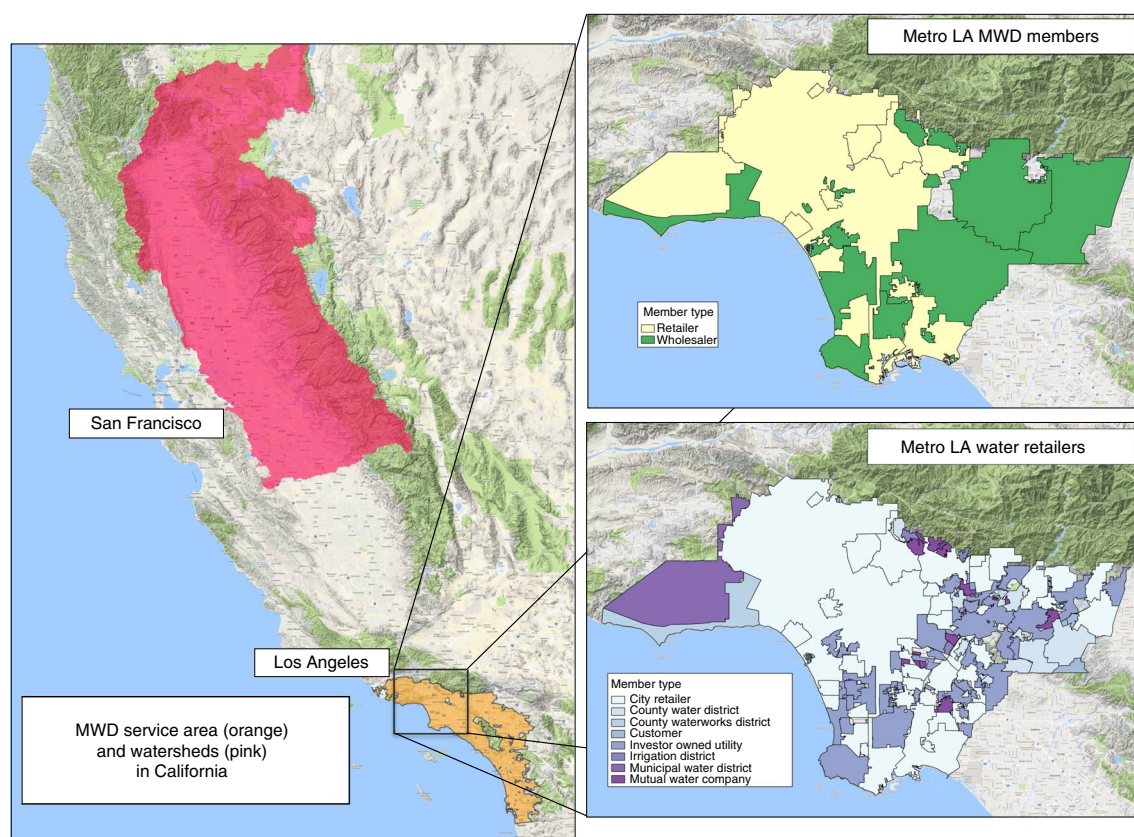 Metro LA MWD members
Member type
Retailer
Wholesaler
San Francisco
Los Angeles
MWD service area (orange)
and watersheds (pink)
in California
Metro LA water retailers
Member type
City retailer
County water district
County waterworks district
Customer
Investor owned utility
Irrigation district
Municipal water district
Mutual water company